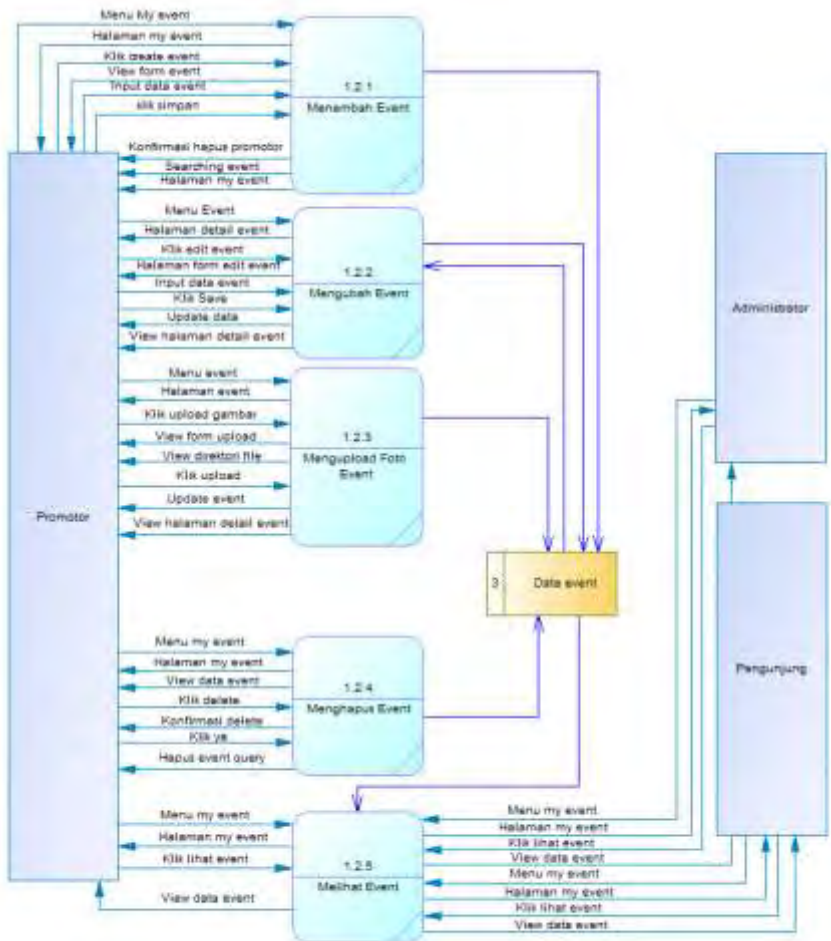 Menu My event
Halaman my event
Klik create event
View form event
Input data event
klik simpan
1.2.1
Menambah Event
Konfirmasi hapus promotor
Searching event
Halaman my event
Menu Event
Halaman detail event
Klik edit event
Halaman form edit event
Input data event
Klik Save
Update data
View halaman detail event
1.2.2
Mengubah Event
Administrator
Menu event
Halaman event
Klik upload gambar
View form upload
View direktori file
Klik upload
Update event
View halaman detail event
1.2.3
Mengupload Foto
Event
Promotor
3
Data event
Pengunjung
Menu my event
Halaman my event
View data event
Klik delete
Konfirmasi delete
Klik ya
Hapus event query
1.2.4
Menghapus Event
Menu my event
Halaman my event
Klik lihat event
View data event
1.2.5
Melihat Event
Menu my event
Halaman my event
Klik lihat event
View data event
Menu my event
Halaman my event
Klik lihat event
View data event